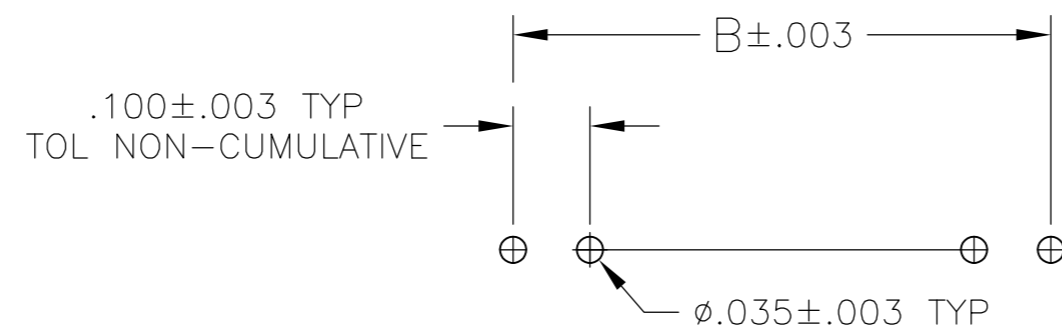 B±.003
.100±.003 TYP
TOL NON-CUMULATIVE
⌀.035±.003 TYP